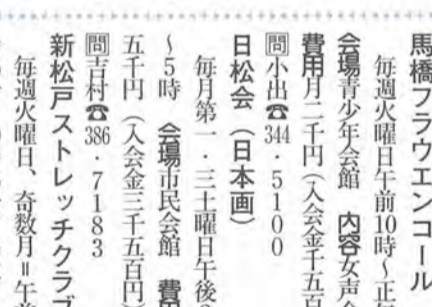 馬橋フラウエンコール
毎週火曜日午前10時〜正午
会場青少年会館 内容女声
費用月二千円(入会金千五百
問小出☎344・5100
日松会(日本画)
毎月第一・三土曜日午後
〜5時 会場市民会館 費用
五千円(入会金三千五百円)
問吉村☎386・7183
新松戸ストレッチクラブ
毎週火曜日、奇数月=午前